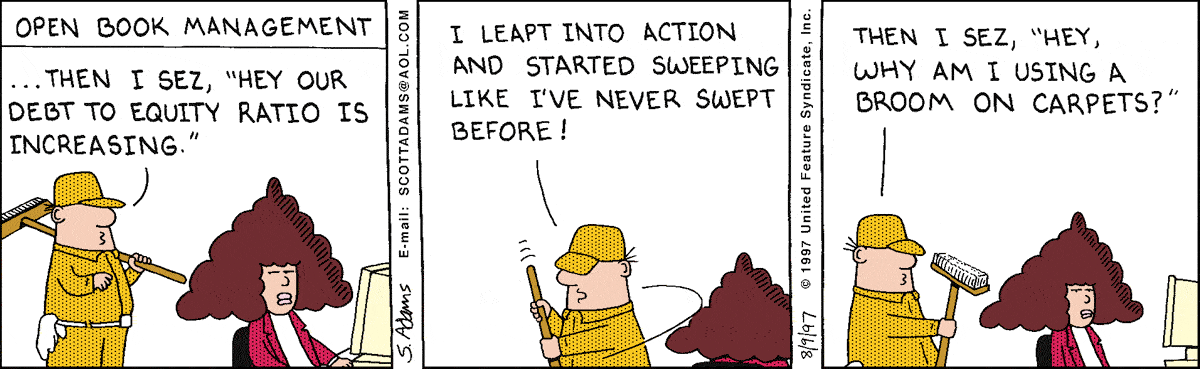 OPEN BOOK MANAGEMENT
...THEN I SEZ, "HEY OUR
DEBT TO EQUITY RATIO IS
INCREASING."
S. Adams
E-mail: SCOTTADAMS@AOL.COM
I LEAPT INTO ACTION
AND STARTED SWEEPING
LIKE I'VE NEVER SWEPT
BEFORE!
8/9/97 © 1997 United Feature Syndicate, Inc.
THEN I SEZ, "HEY,
WHY AM I USING A
BROOM ON CARPETS?"